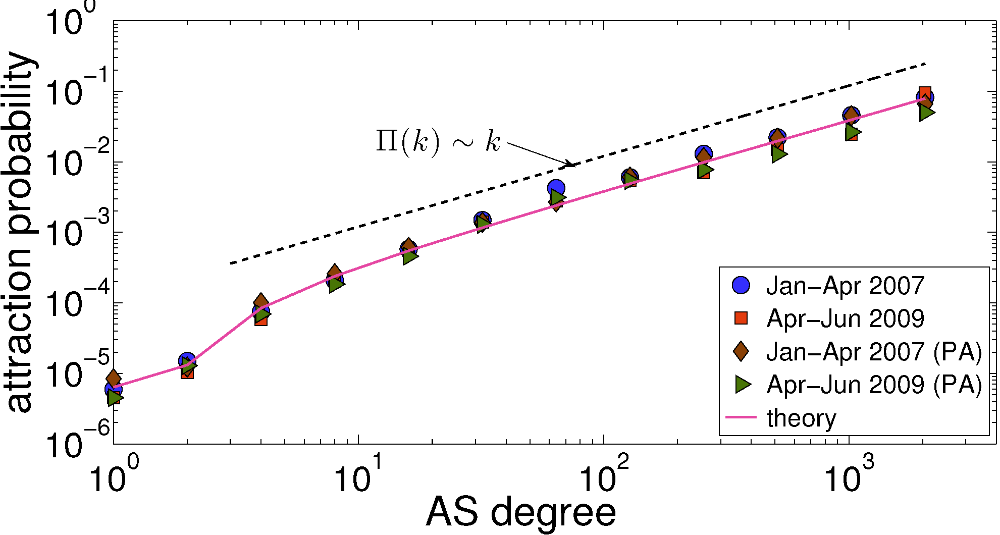 attraction probability
10^0
10^−1
10^−2
10^−3
10^−4
10^−5
10^−6
Π(k) ∼ k
Jan−Apr 2007
Apr−Jun 2009
Jan−Apr 2007 (PA)
Apr−Jun 2009 (PA)
theory
10^0 10^1 10^2 10^3
AS degree